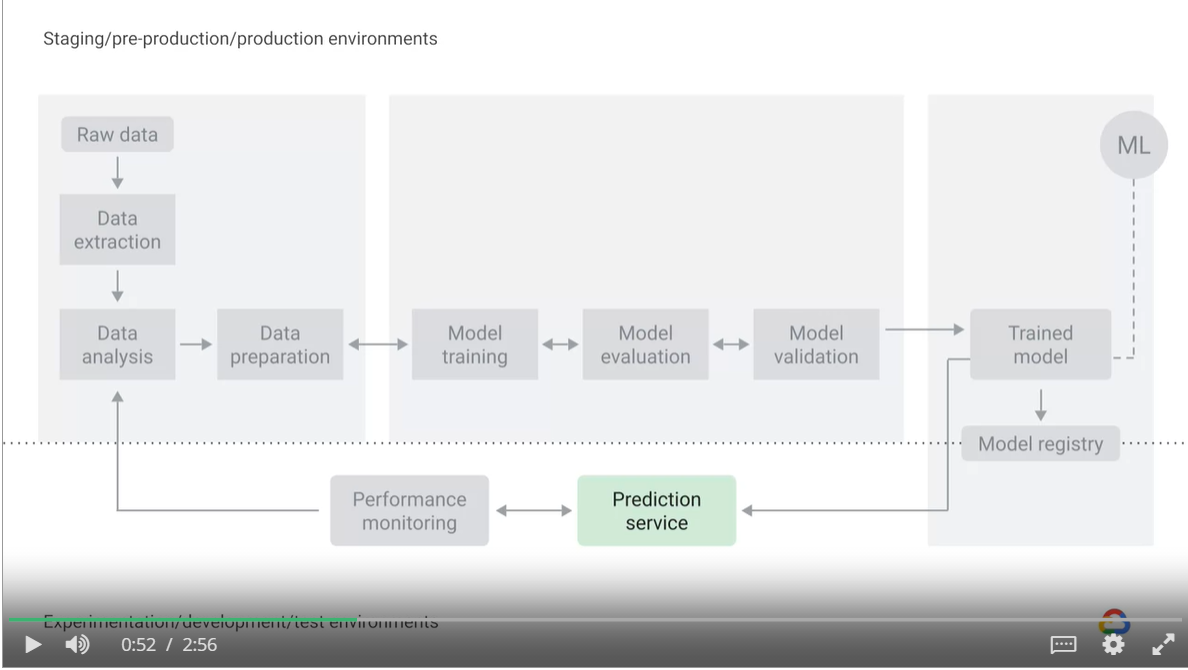 Staging/pre-production/production environments
Raw data
Data
extraction
Data
analysis
Data
preparation
Model
training
Model
evaluation
Model
validation
Trained
model
ML
Model registry
Performance
monitoring
Prediction
service
Experimentation/development/test environments
0:52 / 2:56